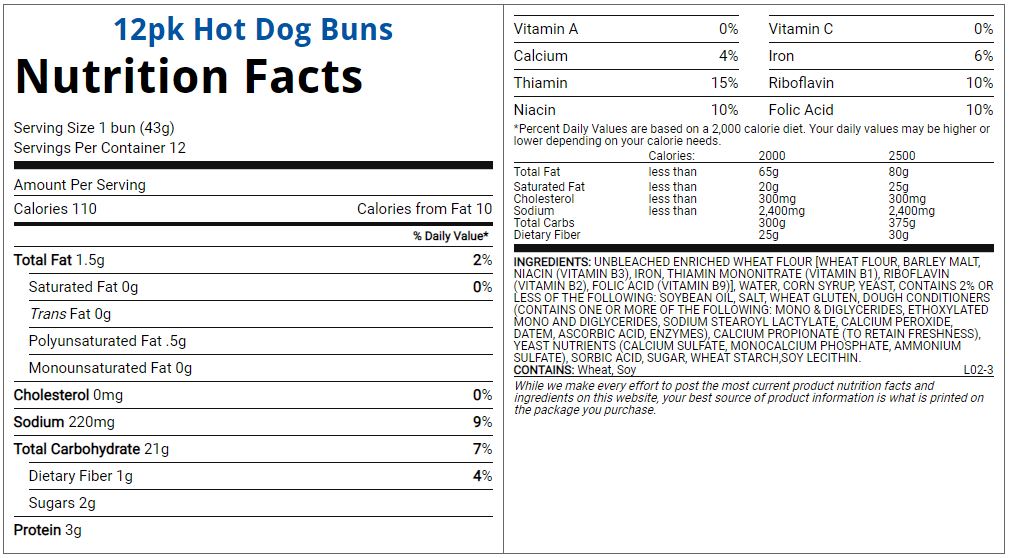 12pk Hot Dog Buns
Nutrition Facts
Serving Size 1 bun (43g)
Servings Per Container 12
Amount Per Serving
Calories 110 Calories from Fat 10
% Daily Value*
Total Fat 1.5g 2%
Saturated Fat 0g 0%
Trans Fat 0g
Polyunsaturated Fat .5g
Monounsaturated Fat 0g
Cholesterol 0mg 0%
Sodium 220mg 9%
Total Carbohydrate 21g 7%
Dietary Fiber 1g 4%
Sugars 2g
Protein 3g
Vitamin A 0% Vitamin C 0%
Calcium 4% Iron 6%
Thiamin 15% Riboflavin 10%
Niacin 10% Folic Acid 10%
*Percent Daily Values are based on a 2,000 calorie diet. Your daily values may be higher or
lower depending on your calorie needs.
Calories: 2000 2500
Total Fat less than 65g 80g
Saturated Fat less than 20g 25g
Cholesterol less than 300mg 300mg
Sodium less than 2,400mg 2,400mg
Total Carbs 300g 375g
Dietary Fiber 25g 30g
INGREDIENTS: UNBLEACHED ENRICHED WHEAT FLOUR [WHEAT FLOUR, BARLEY MALT,
NIACIN (VITAMIN B3), IRON, THIAMIN MONONITRATE (VITAMIN B1), RIBOFLAVIN
(VITAMIN B2), FOLIC ACID (VITAMIN B9)], WATER, CORN SYRUP, YEAST, CONTAINS 2% OR
LESS OF THE FOLLOWING: SOYBEAN OIL, SALT, WHEAT GLUTEN, DOUGH CONDITIONERS
(CONTAINS ONE OR MORE OF THE FOLLOWING: MONO & DIGLYCERIDES, ETHOXYLATED
MONO AND DIGLYCERIDES, SODIUM STEAROYL LACTYLATE, CALCIUM PEROXIDE,
DATEM, ASCORBIC ACID, ENZYMES), CALCIUM PROPIONATE (TO RETAIN FRESHNESS),
YEAST NUTRIENTS (CALCIUM SULFATE, MONOCALCIUM PHOSPHATE, AMMONIUM
SULFATE), SORBIC ACID, SUGAR, WHEAT STARCH,SOY LECITHIN.
CONTAINS: Wheat, Soy L02-3
While we make every effort to post the most current product nutrition facts and
ingredients on this website, your best source of product information is what is printed on
the package you purchase.